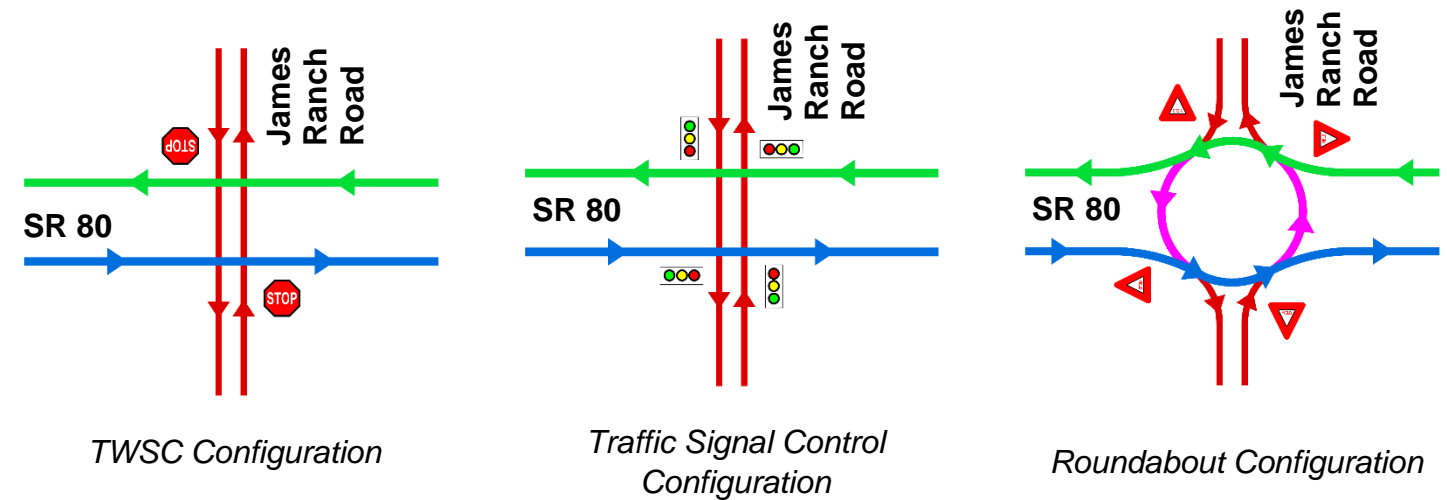 James
Ranch
Road
STOP
SR 80
STOP
TWSC Configuration
James
Ranch
Road
SR 80
Traffic Signal Control
Configuration
James
Ranch
Road
SR 80
Roundabout Configuration